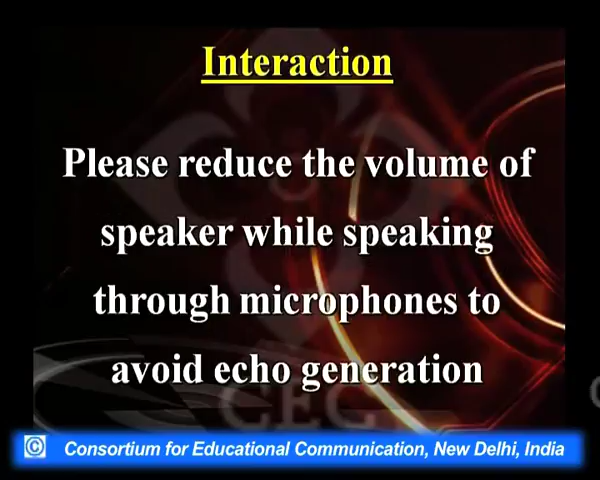 Interaction
Please reduce the volume of
speaker while speaking
through microphones to
avoid echo generation
CEC
© Consortium for Educational Communication, New Delhi, India